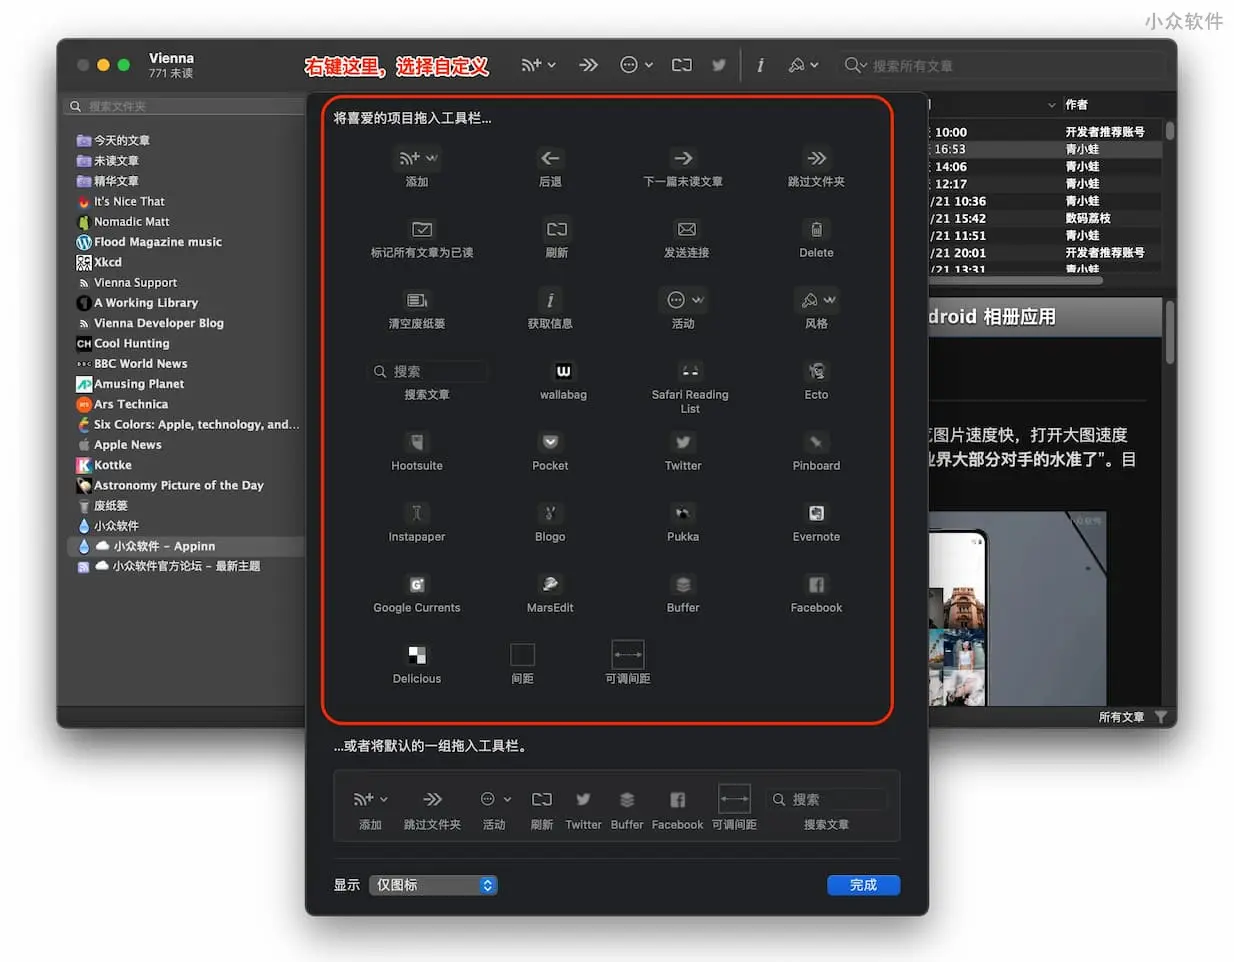 小众软件
Vienna
771 未读
右键这里，选择自定义
搜索所有文章
搜索文件夹
今天的文章
未读文章
精华文章
It's Nice That
Nomadic Matt
Flood Magazine music
Xkcd
Vienna Support
A Working Library
Vienna Developer Blog
Cool Hunting
BBC World News
Amusing Planet
Ars Technica
Six Colors: Apple, technology, and...
Apple News
Kottke
Astronomy Picture of the Day
废纸篓
小众软件
小众软件 – Appinn
小众软件官方论坛 – 最新主题
将喜爱的项目拖入工具栏...
添加
后退
下一篇未读文章
跳过文件夹
标记所有文章为已读
刷新
发送连接
Delete
清空废纸篓
获取信息
活动
风格
搜索
搜索文章
wallabag
Safari Reading
List
Ecto
Hootsuite
Pocket
Twitter
Pinboard
Instapaper
Blogo
Pukka
Evernote
Google Currents
MarsEdit
Buffer
Facebook
Delicious
间距
可调间距
...或者将默认的一组拖入工具栏。
添加
跳过文件夹
活动
刷新
Twitter
Buffer
Facebook
可调间距
搜索
搜索文章
显示
仅图标
完成
作者
10:00 开发者推荐账号
16:53 青小蛙
14:06 青小蛙
12:17 青小蛙
/21 10:36 青小蛙
/21 15:42 数码荔枝
/21 11:51 青小蛙
/21 20:01 开发者推荐账号
/21 13:31 青小蛙
droid 相册应用
图片速度快，打开大图速度
界大部分对手的水准了”。目
小众软件
所有文章